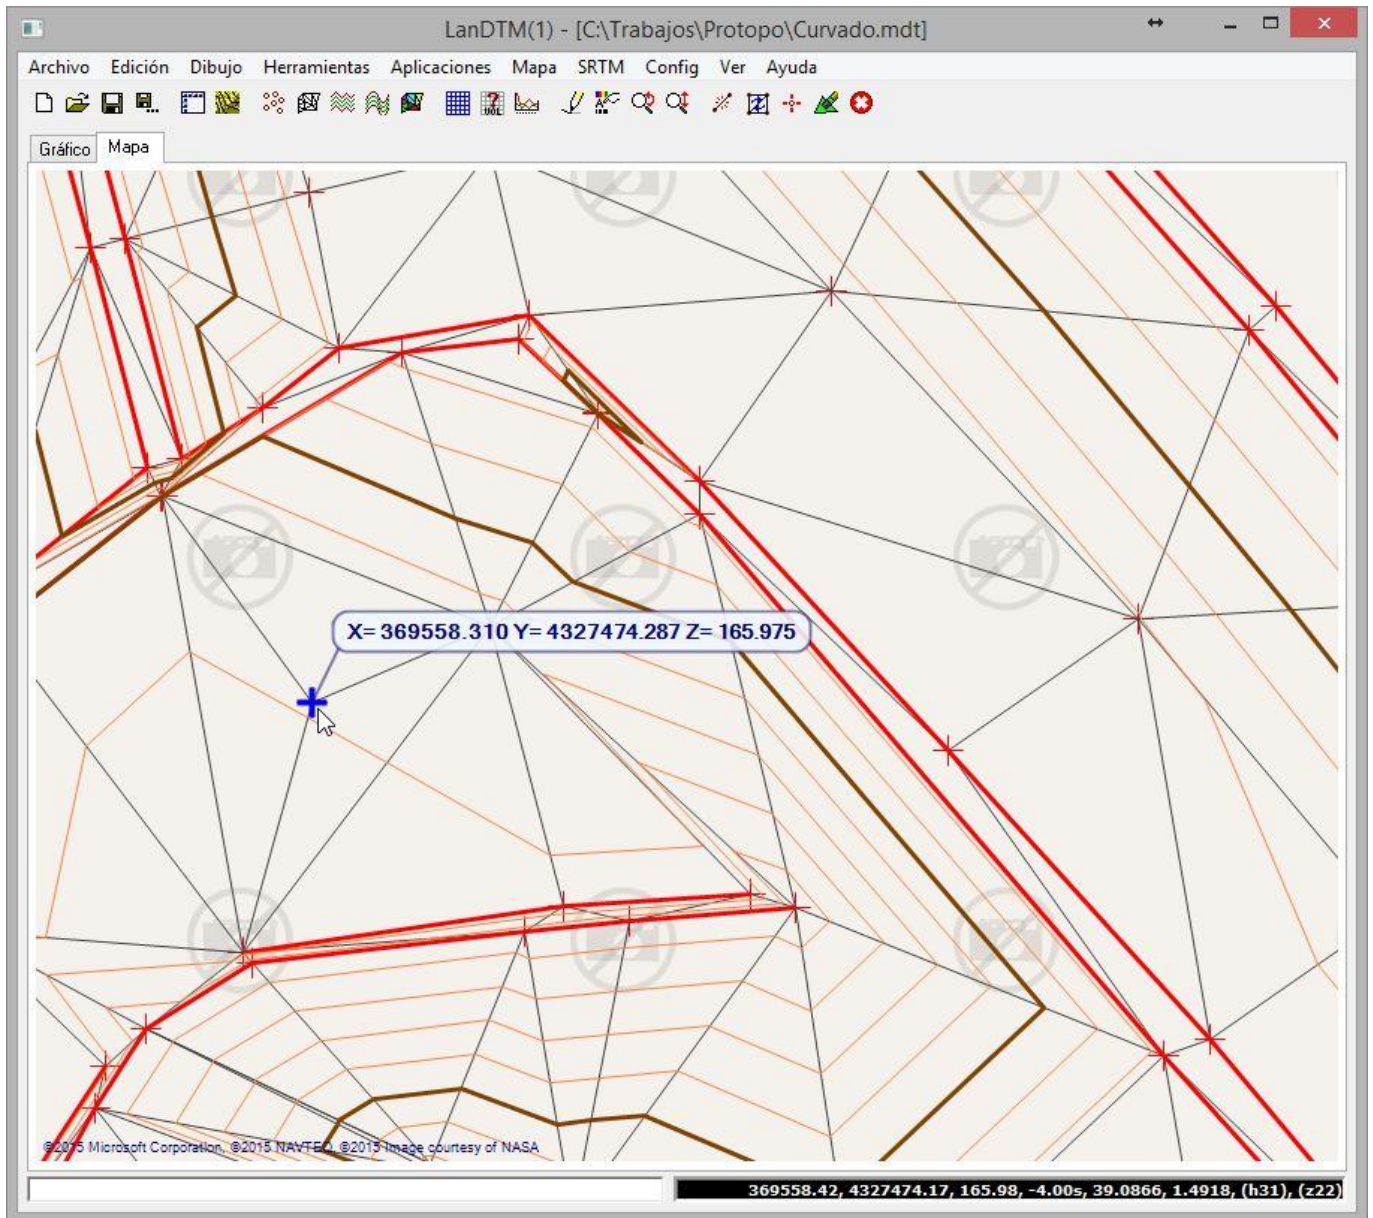 LanDTM(1) - [C:\Trabajos\Protopo\Curvado.mdt]
Archivo Edición Dibujo Herramientas Aplicaciones Mapa SRTM Config Ver Ayuda
Gráfico Mapa
X= 369558.310 Y= 4327474.287 Z= 165.975
©2015 Microsoft Corporation, ©2015 NAVTEQ, ©2015 Image courtesy of NASA
369558.42, 4327474.17, 165.98, -4.00s, 39.0866, 1.4918, (h31), (z22)